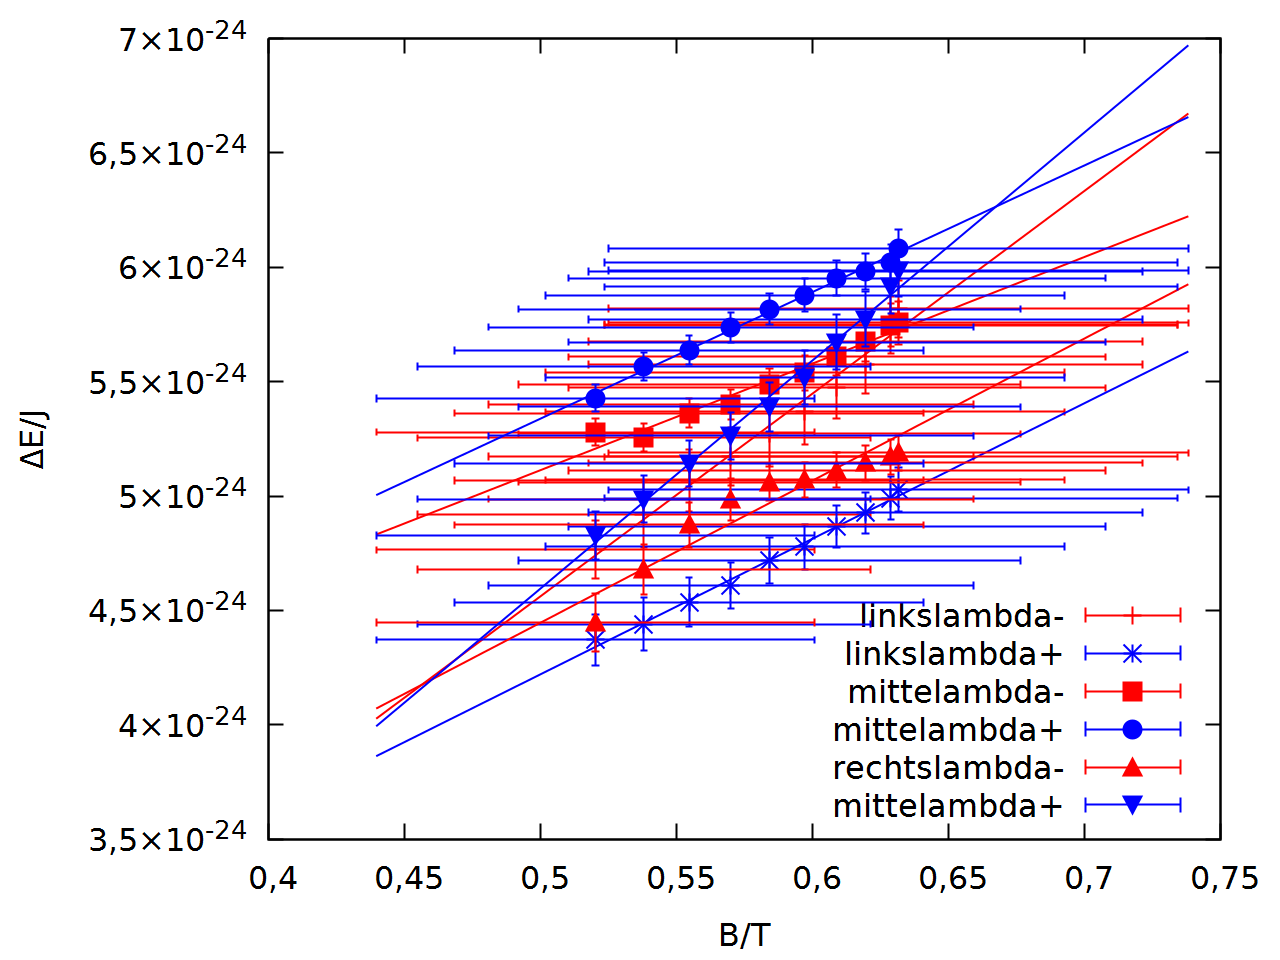 7×10-24
6,5×10-24
6×10-24
5,5×10-24
5×10-24
4,5×10-24
4×10-24
3,5×10-24
ΔE/J
0,4 0,45 0,5 0,55 0,6 0,65 0,7 0,75
B/T
linkslambda-
linkslambda+
mittelambda-
mittelambda+
rechtslambda-
mittelambda+